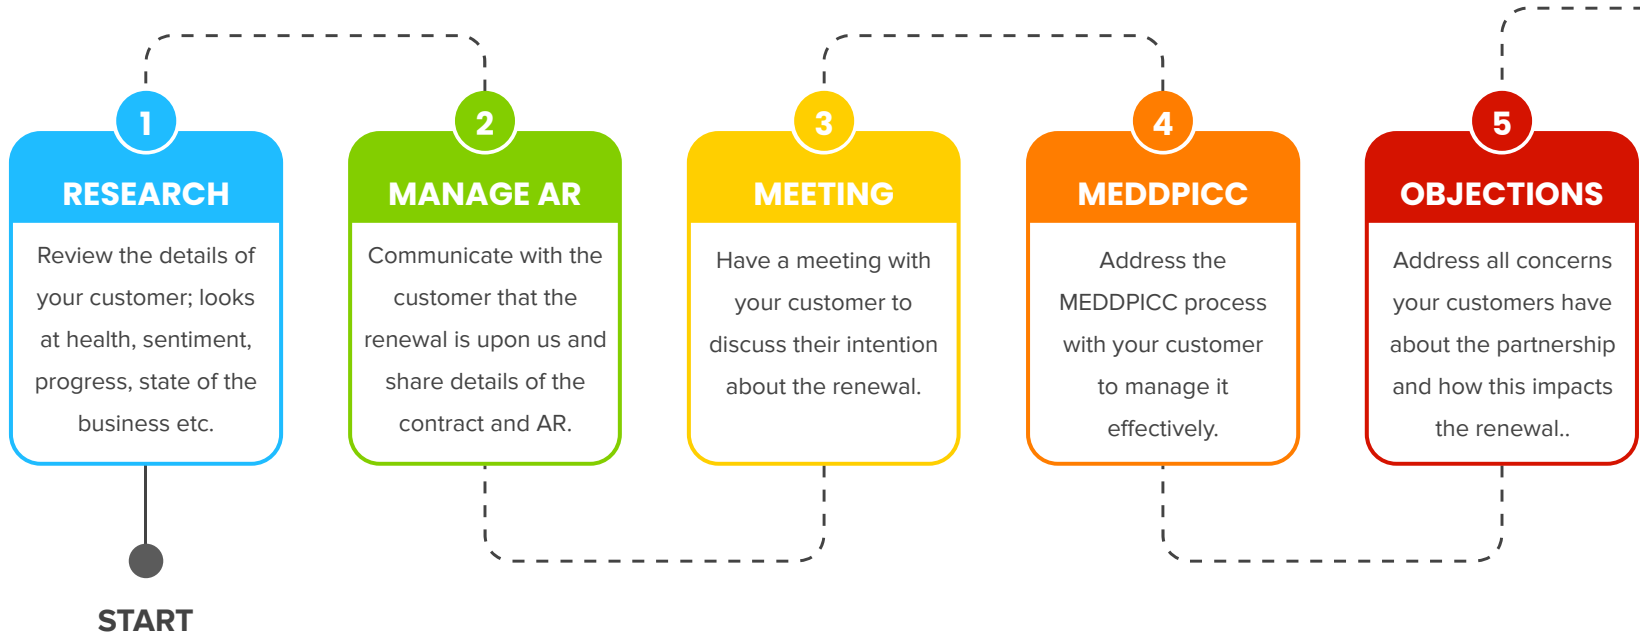 1
RESEARCH
Review the details of
your customer; looks
at health, sentiment,
progress, state of the
business etc.
START
2
MANAGE AR
Communicate with the
customer that the
renewal is upon us and
share details of the
contract and AR.
3
MEETING
Have a meeting with
your customer to
discuss their intention
about the renewal.
4
MEDDPICC
Address the
MEDDPICC process
with your customer
to manage it
effectively.
5
OBJECTIONS
Address all concerns
your customers have
about the partnership
and how this impacts
the renewal..